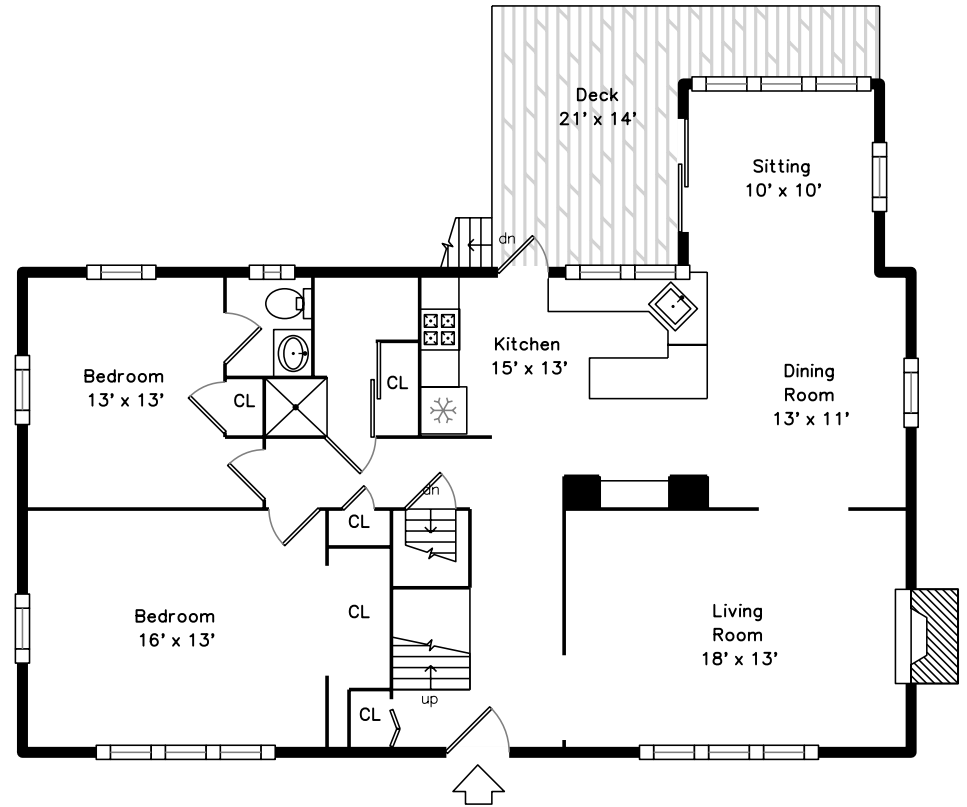 Deck
21' x 14'
Sitting
10' x 10'
dn
Kitchen
15' x 13'
Bedroom
13' x 13'
CL
CL
Dining
Room
13' x 11'
dn
CL
Bedroom
16' x 13'
CL
Living
Room
18' x 13'
up
CL